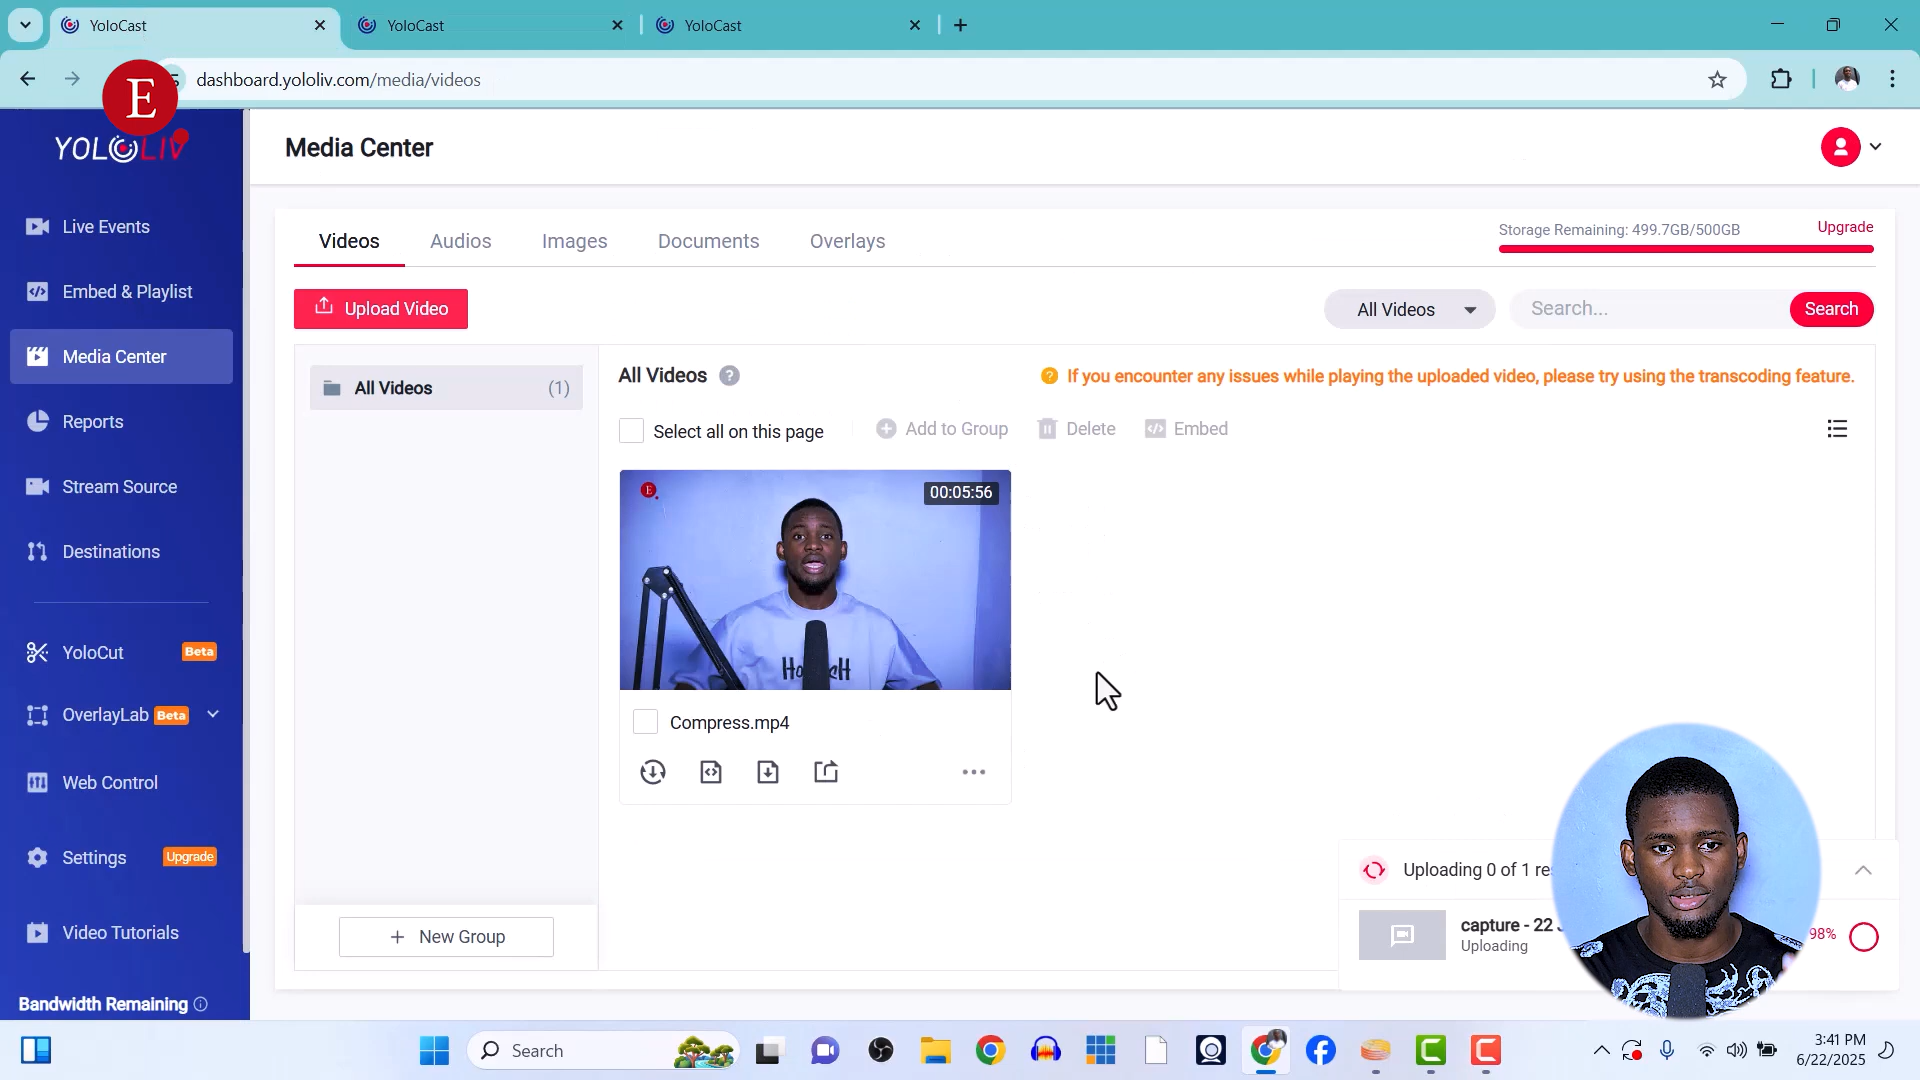 YoloCast
YoloCast
YoloCast
dashboard.yololiv.com/media/videos
E
YOLOLIV
Media Center
Live Events
Embed & Playlist
Media Center
Reports
Stream Source
Destinations
YoloCut Beta
OverlayLab Beta
Web Control
Settings Upgrade
Video Tutorials
Bandwidth Remaining
Videos
Audios
Images
Documents
Overlays
Storage Remaining: 499.7GB/500GB
Upgrade
Upload Video
All Videos
Search...
Search
All Videos (1)
New Group
All Videos ?
? If you encounter any issues while playing the uploaded video, please try using the transcoding feature.
Select all on this page
Add to Group
Delete
Embed
E
00:05:56
Compress.mp4
Uploading 0 of 1
capture - 22
Uploading
98%
Search
3:41 PM
6/22/2025